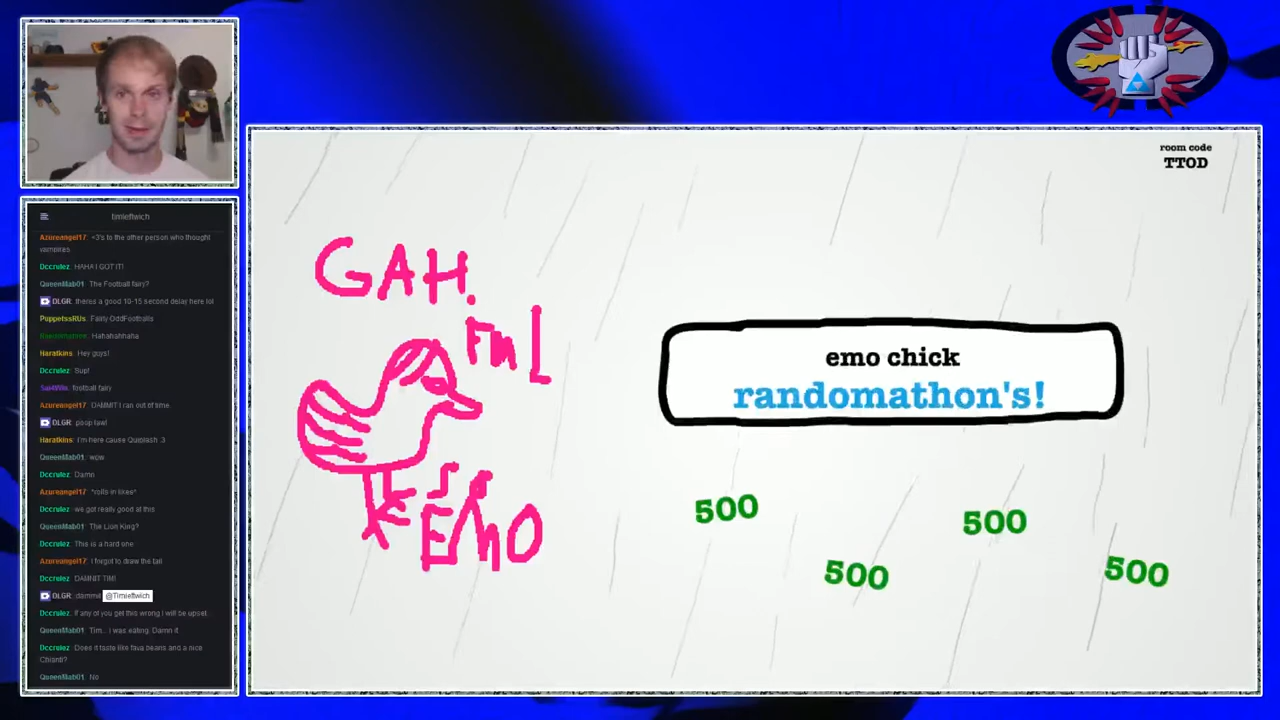 timleftwich
Azureangel17: <3's to the other person who thought
vampires
Dccrulez: HAHA I GOT IT!
QueenMab01: The Football fairy?
DLGR: theres a good 10-15 second delay here lol
PuppetssRUs: Fairly OddFootballs
Hahahahhaha
Haratkins: Hey guys!
Dccrulez: Sup!
football fairy
Azureangel17: DAMMIT I ran out of time.
DLGR: poop law!
Haratkins: I'm here cause Quiplash :3
QueenMab01: wow
Dccrulez: Damn
Azureangel17: *rolls in likes*
Dccrulez: we got really good at this
QueenMab01: The Lion King?
Dccrulez: This is a hard one
Azureangel17: I forgot to draw the tail
Dccrulez: DAMNIT TIM!
DLGR: dammit @Timleftwich
Dccrulez: If any of you get this wrong I will be upset.
QueenMab01: Tim... I was eating. Damn it
Dccrulez: Does it taste like fava beans and a nice
Chianti?
QueenMab01: No
room code
TTOD
GAH.
FML
EMO
emo chick
randomathon's!
500
500
500
500